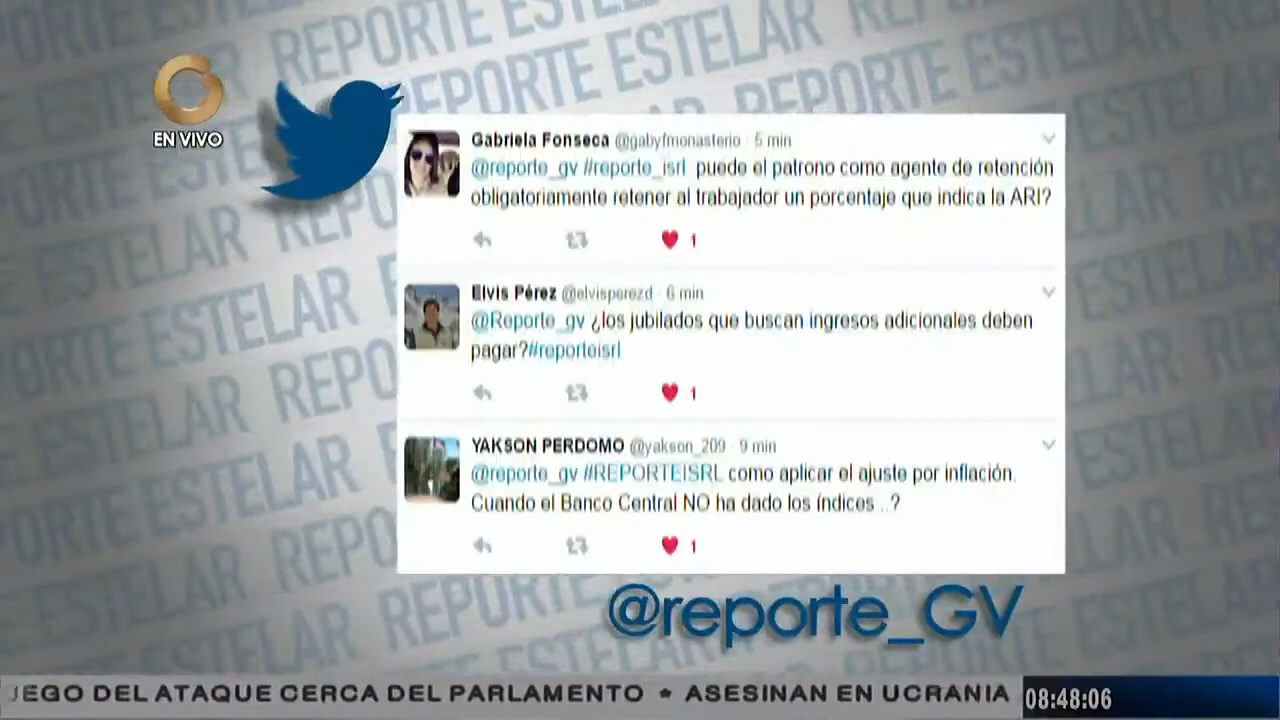 REPORTE ESTELAR
EN VIVO
Gabriela Fonseca @gabyfmonasterio · 5 min
@reporte_gv #reporte_isrl puede el patrono como agente de retención
obligatoriamente retener al trabajador un porcentaje que indica la ARI?
1
Elvis Pérez @elvisperezd · 6 min
@Reporte_gv ¿los jubilados que buscan ingresos adicionales deben
pagar?#reporteisrl
1
YAKSON PERDOMO @yakson_209 · 9 min
@reporte_gv #REPORTEISRL como aplicar el ajuste por inflación.
Cuando el Banco Central NO ha dado los índices ..?
1
@reporte_GV
DEL ATAQUE CERCA DEL PARLAMENTO * ASESINAN EN UCRANIA
08:48:06